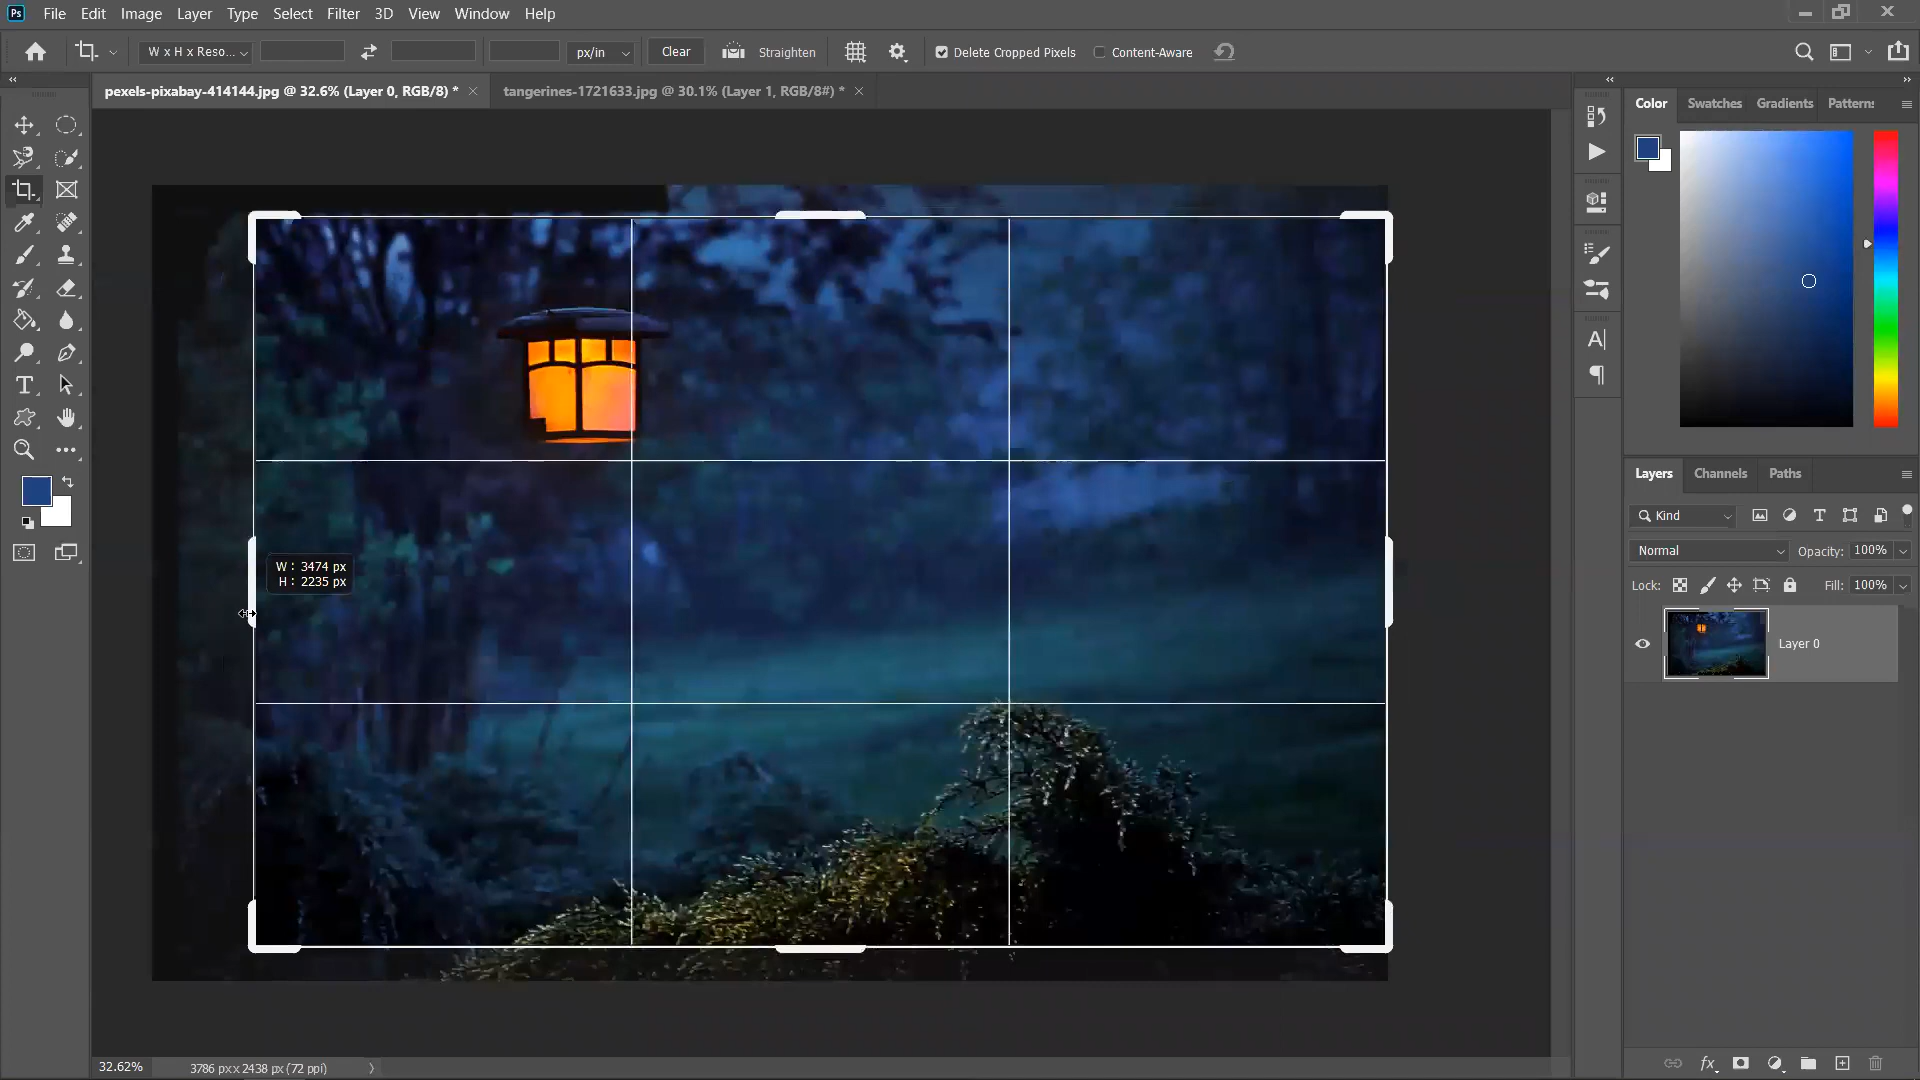 Ps File Edit Image Layer Type Select Filter 3D View Window Help
W x H x Reso... px/in Clear Straighten Delete Cropped Pixels Content-Aware
pexels-pixabay-414144.jpg @ 32.6% (Layer 0, RGB/8) * tangerines-1721633.jpg @ 30.1% (Layer 1, RGB/8#) *
Color Swatches Gradients Patterns
W : 3474 px
H : 2235 px
Layers Channels Paths
Kind
Normal Opacity: 100%
Lock: Fill: 100%
Layer 0
32.62% 3786 px x 2438 px (72 ppi)